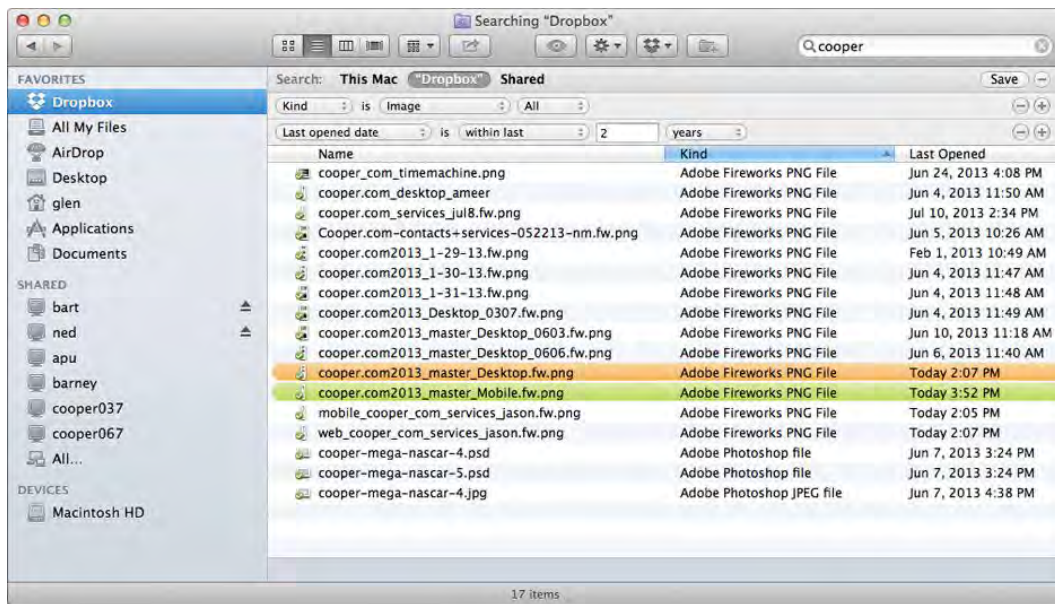 Searching "Dropbox"
cooper
FAVORITES
Dropbox
All My Files
AirDrop
Desktop
glen
Applications
Documents
SHARED
bart
ned
apu
barney
cooper037
cooper067
All...
DEVICES
Macintosh HD
Search: This Mac "Dropbox" Shared Save
Kind is Image All
Last opened date is within last 2 years
Name Kind Last Opened
cooper_com_timemachine.png Adobe Fireworks PNG File Jun 24, 2013 4:08 PM
cooper.com_desktop_ameer Adobe Fireworks PNG File Jun 4, 2013 11:50 AM
cooper.com_services_jul8.fw.png Adobe Fireworks PNG File Jul 10, 2013 2:34 PM
Cooper.com-contacts+services-052213-nm.fw.png Adobe Fireworks PNG File Jun 5, 2013 10:26 AM
cooper.com2013_1-29-13.fw.png Adobe Fireworks PNG File Feb 1, 2013 10:49 AM
cooper.com2013_1-30-13.fw.png Adobe Fireworks PNG File Jun 4, 2013 11:47 AM
cooper.com2013_1-31-13.fw.png Adobe Fireworks PNG File Jun 4, 2013 11:48 AM
cooper.com2013_Desktop_0307.fw.png Adobe Fireworks PNG File Jun 4, 2013 11:49 AM
cooper.com2013_master_Desktop_0603.fw.png Adobe Fireworks PNG File Jun 10, 2013 11:18 AM
cooper.com2013_master_Desktop_0606.fw.png Adobe Fireworks PNG File Jun 6, 2013 11:40 AM
cooper.com2013_master_Desktop.fw.png Adobe Fireworks PNG File Today 2:07 PM
cooper.com2013_master_Mobile.fw.png Adobe Fireworks PNG File Today 3:52 PM
mobile_cooper_com_services_jason.fw.png Adobe Fireworks PNG File Today 2:05 PM
web_cooper_com_services_jason.fw.png Adobe Fireworks PNG File Today 2:07 PM
cooper-mega-nascar-4.psd Adobe Photoshop file Jun 7, 2013 3:24 PM
cooper-mega-nascar-5.psd Adobe Photoshop file Jun 7, 2013 3:24 PM
cooper-mega-nascar-4.jpg Adobe Photoshop JPEG file Jun 7, 2013 4:38 PM
17 items